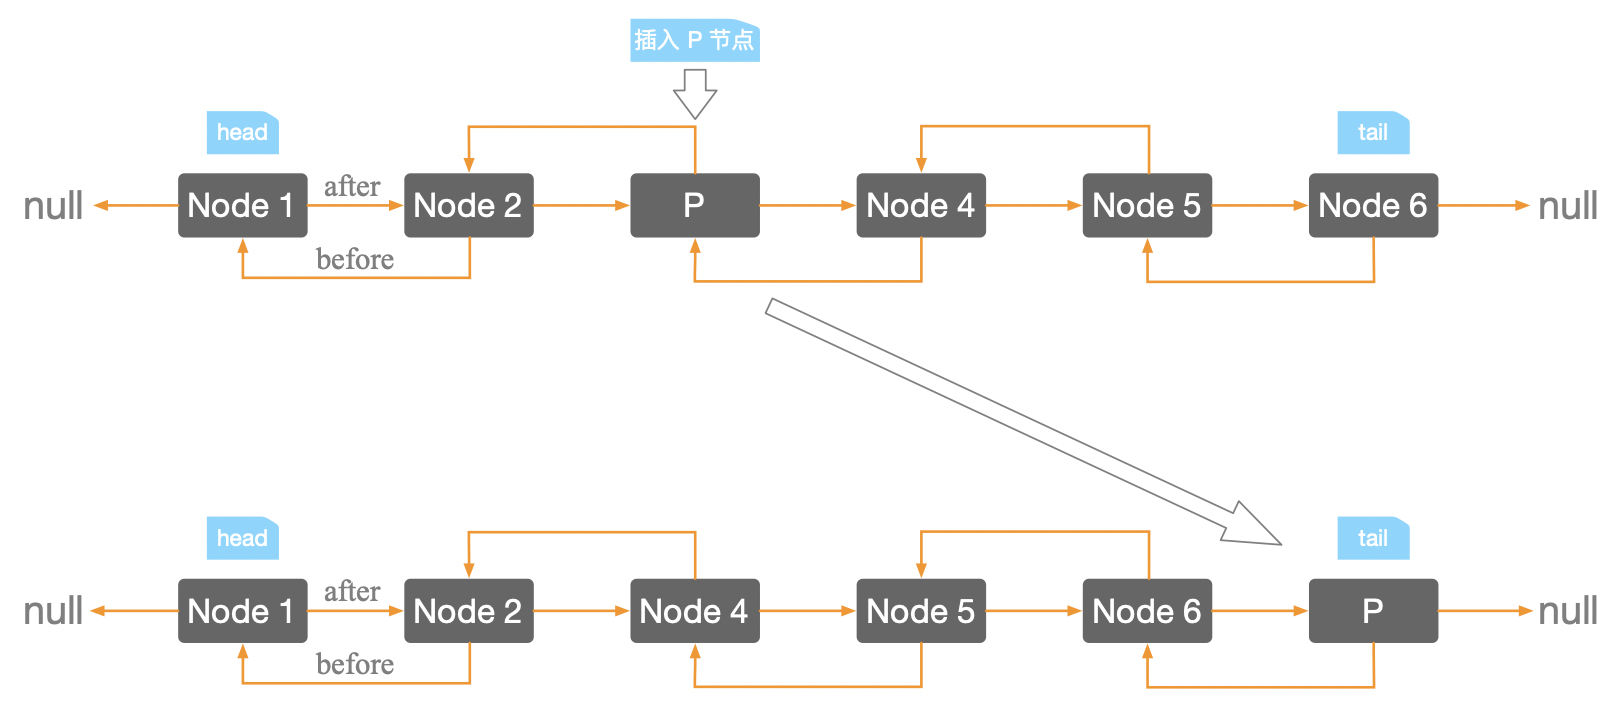 插入 P 节点
head
tail
null
Node 1
after
Node 2
P
Node 4
Node 5
Node 6
null
before
head
tail
null
Node 1
after
Node 2
Node 4
Node 5
Node 6
P
null
before